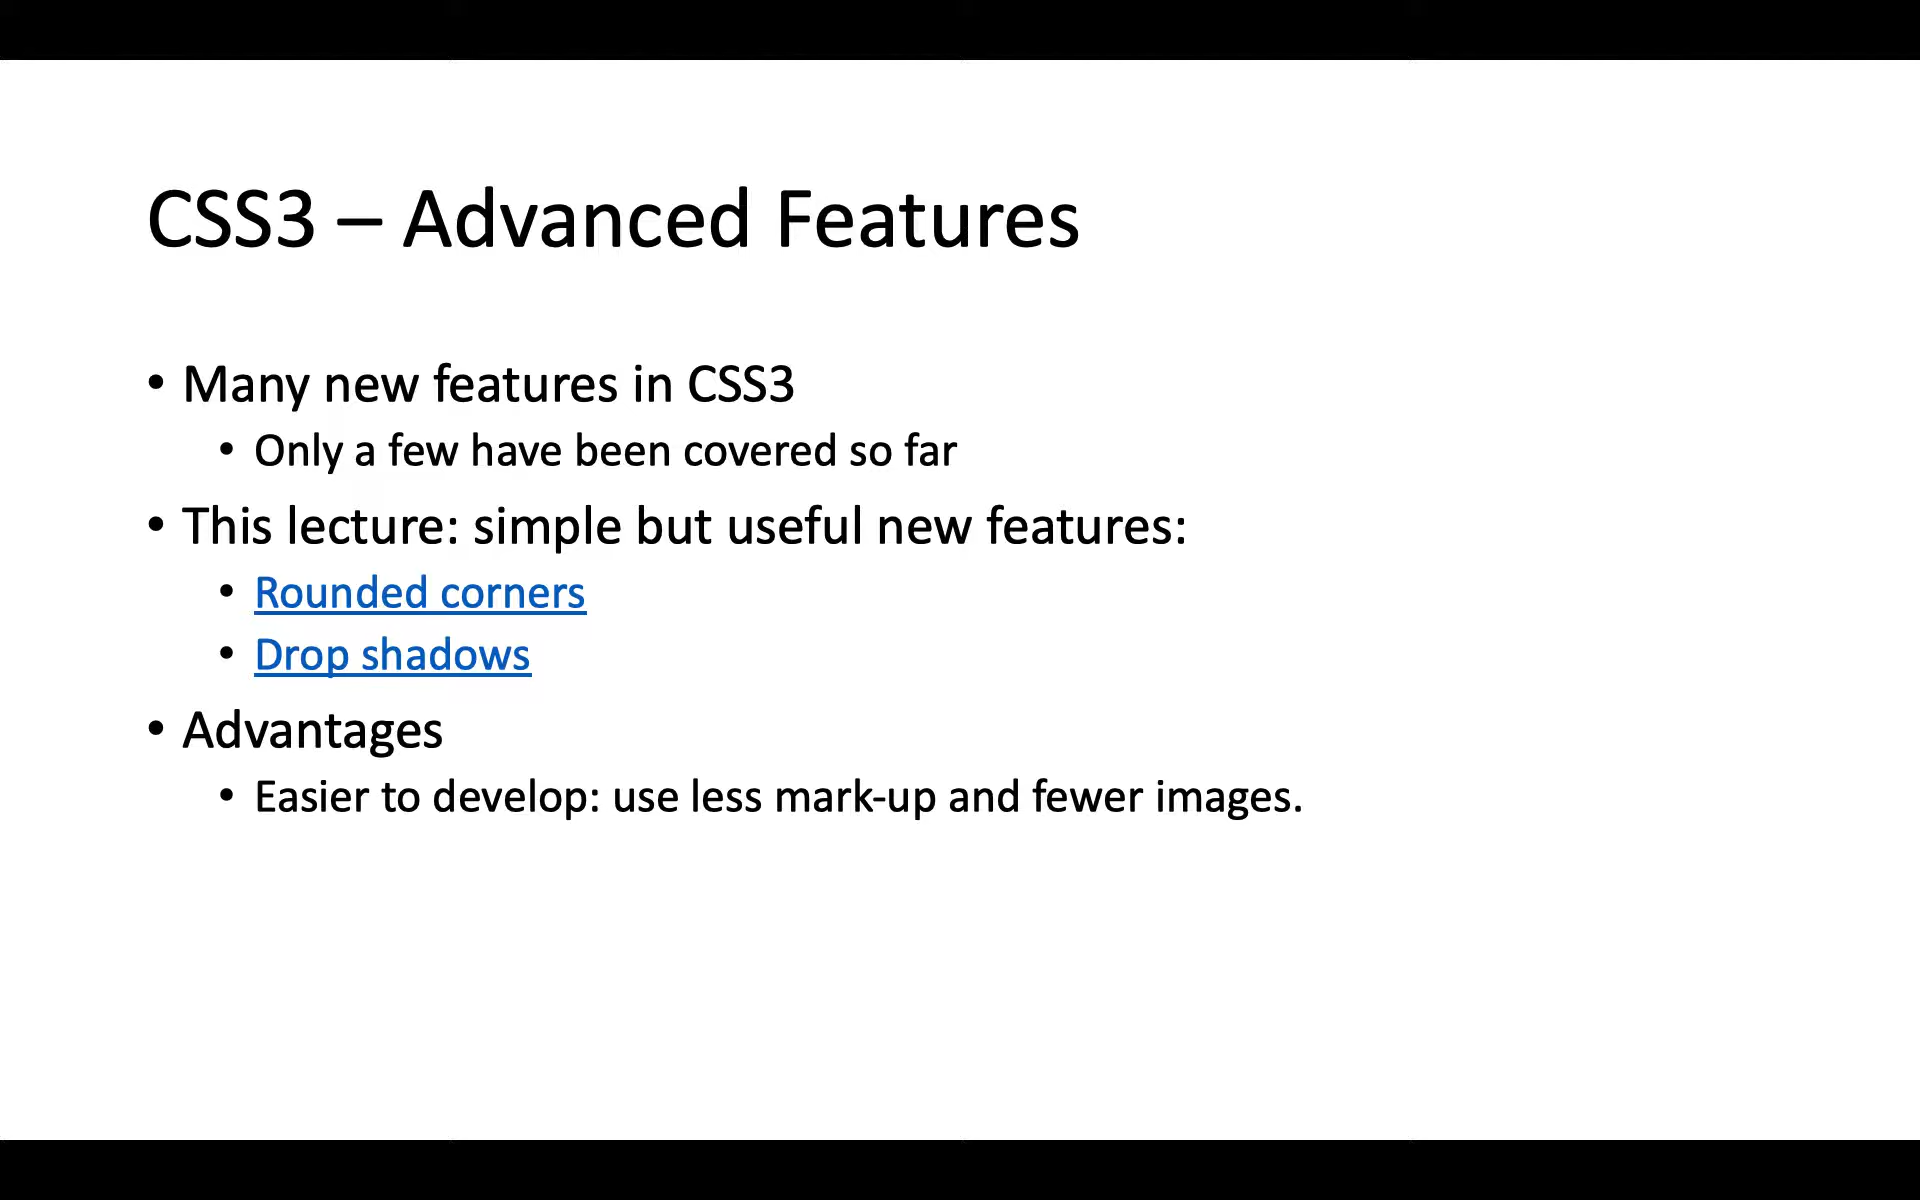 CSS3 – Advanced Features
• Many new features in CSS3
• Only a few have been covered so far
• This lecture: simple but useful new features:
• Rounded corners
• Drop shadows
• Advantages
• Easier to develop: use less mark-up and fewer images.